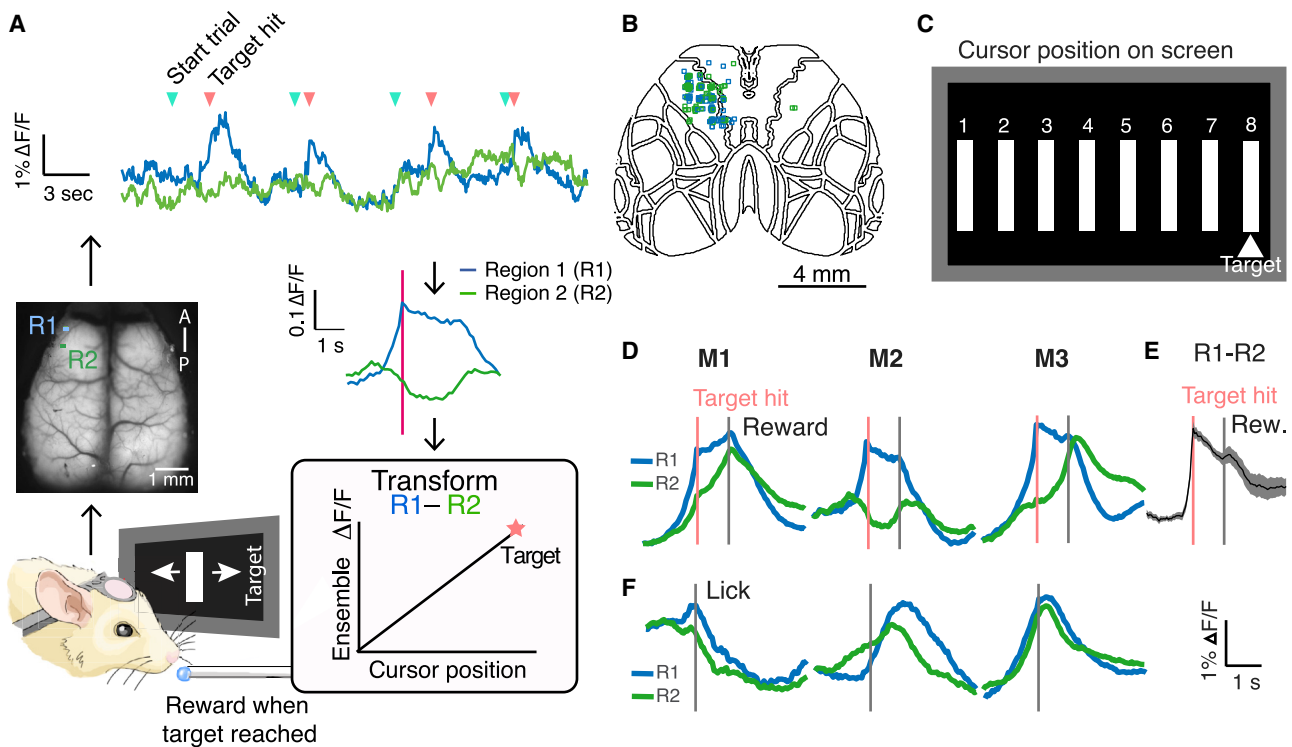 A
Start trial
Target hit
1% ΔF/F
3 sec
R1
R2
A
P
1 mm
0.1 ΔF/F
1 s
Region 1 (R1)
Region 2 (R2)
Transform
R1– R2
Ensemble ΔF/F
Target
Cursor position
Target
Reward when
target reached
B
4 mm
C
Cursor position on screen
1 2 3 4 5 6 7 8
Target
D
M1 M2 M3
Target hit
Reward
R1
R2
E
R1-R2
Target hit
Rew.
F
Lick
R1
R2
1% ΔF/F
1 s